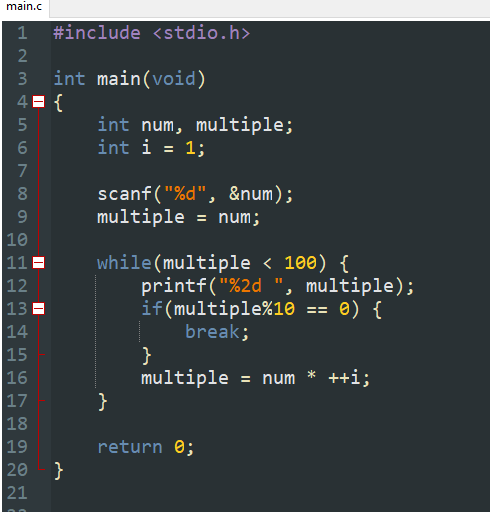 main.c
1 #include <stdio.h>
2
3 int main(void)
4 {
5     int num, multiple;
6     int i = 1;
7
8     scanf("%d", &num);
9     multiple = num;
10
11     while(multiple < 100) {
12         printf("%2d ", multiple);
13         if(multiple%10 == 0) {
14             break;
15         }
16         multiple = num * ++i;
17     }
18
19     return 0;
20 }
21
22